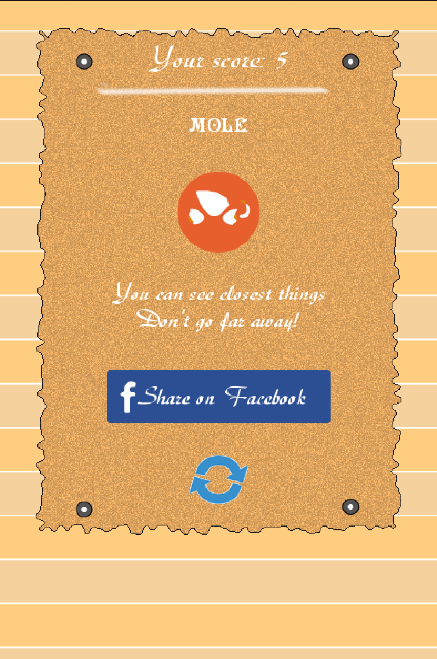 Your score: 5
MOLE
You can see closest things
Don't go far away!
f Share on Facebook